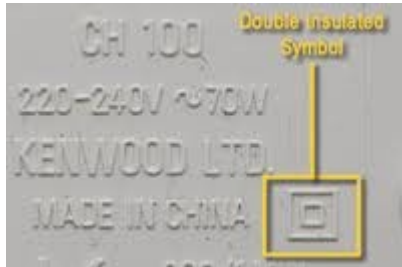 Double Insulated
Symbol
CH 100
220-240V ~ 70W
KENWOOD LTD.
MADE IN CHINA